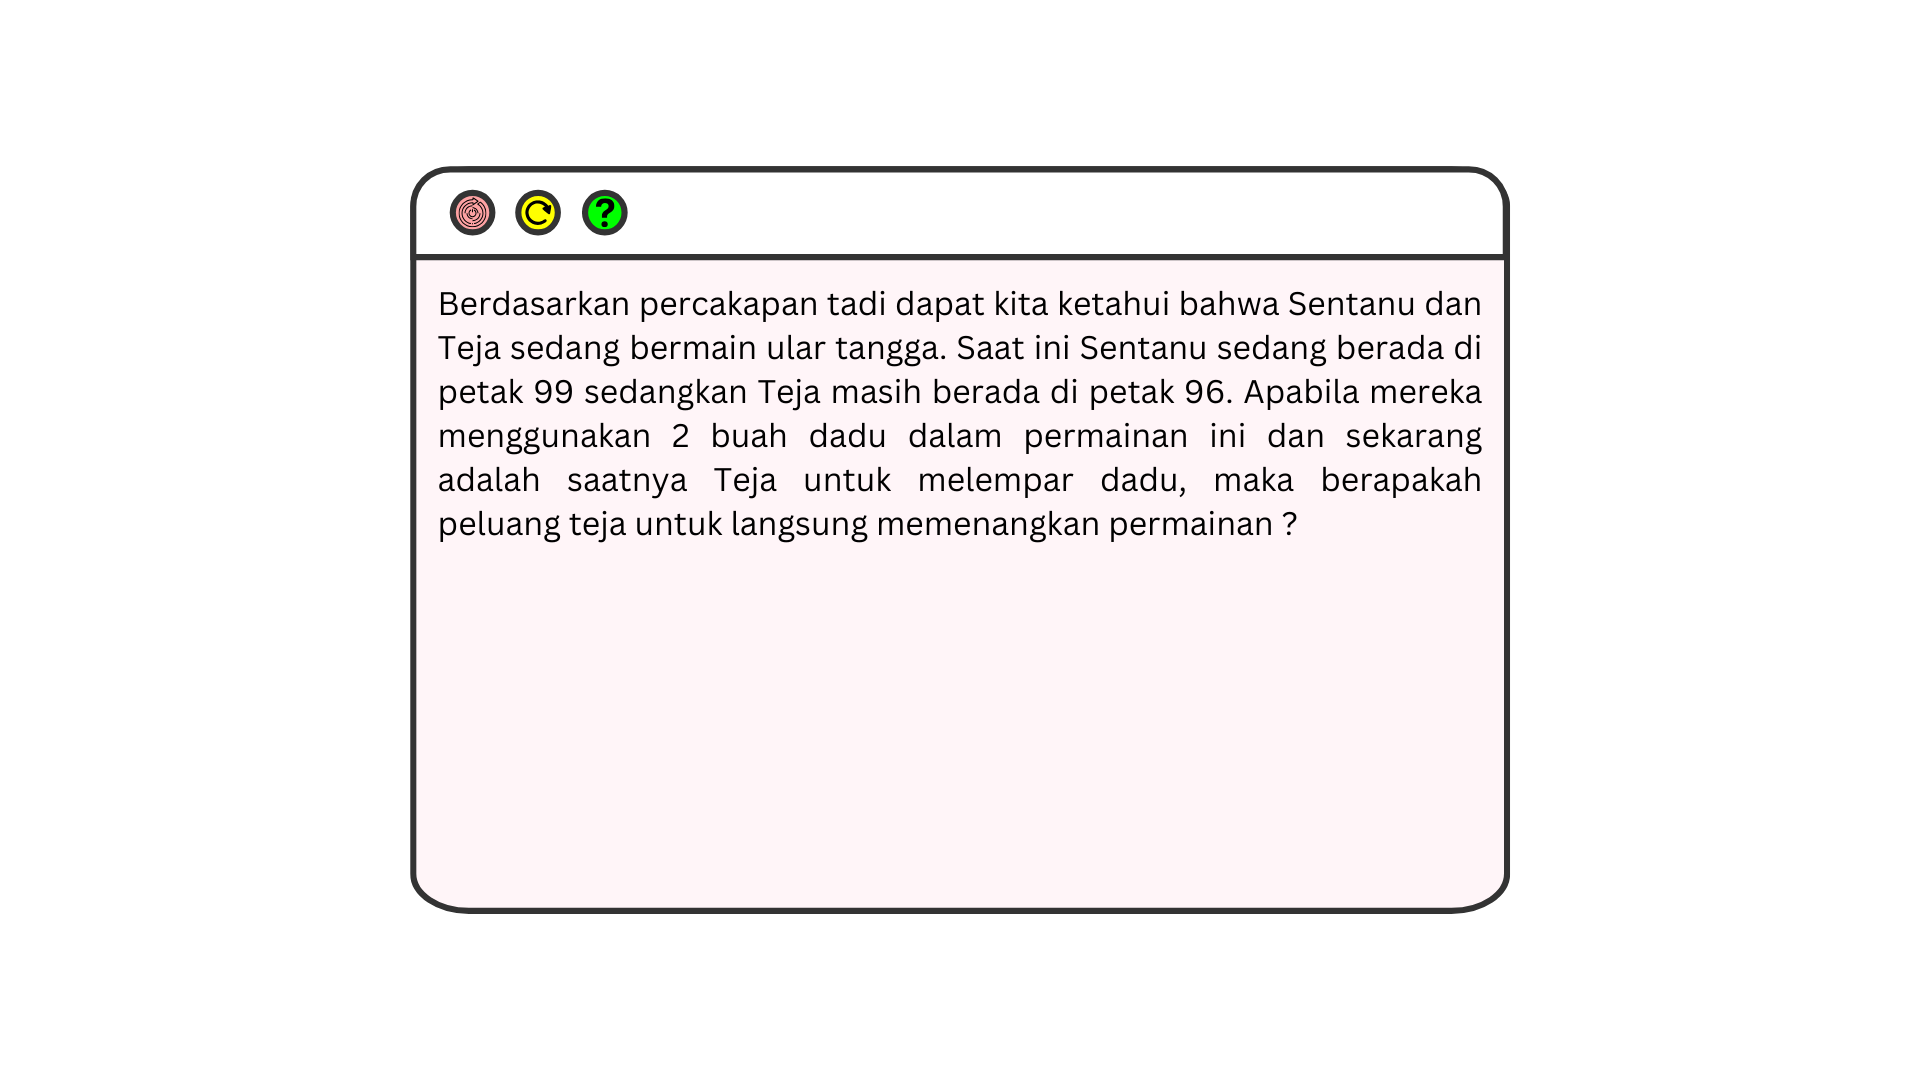 ?
Berdasarkan percakapan tadi dapat kita ketahui bahwa Sentanu dan
Teja sedang bermain ular tangga. Saat ini Sentanu sedang berada di
petak 99 sedangkan Teja masih berada di petak 96. Apabila mereka
menggunakan 2 buah dadu dalam permainan ini dan sekarang
adalah saatnya Teja untuk melempar dadu, maka berapakah
peluang teja untuk langsung memenangkan permainan ?